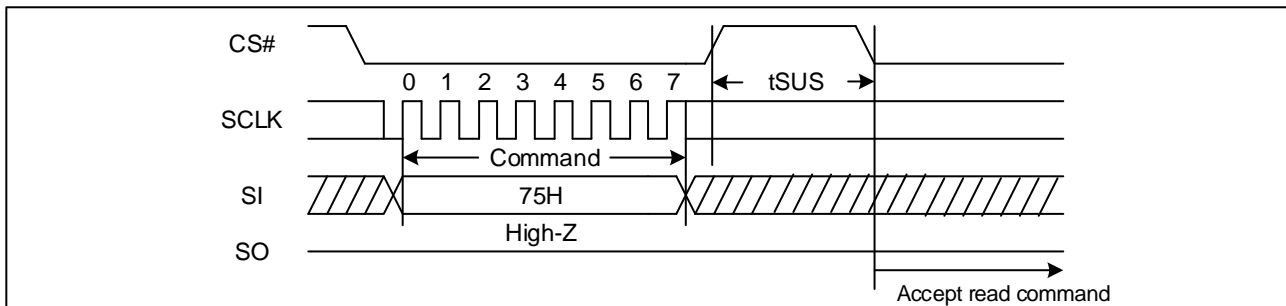 CS#
0 1 2 3 4 5 6 7
tSUS
SCLK
Command
SI
75H
High-Z
SO
Accept read command